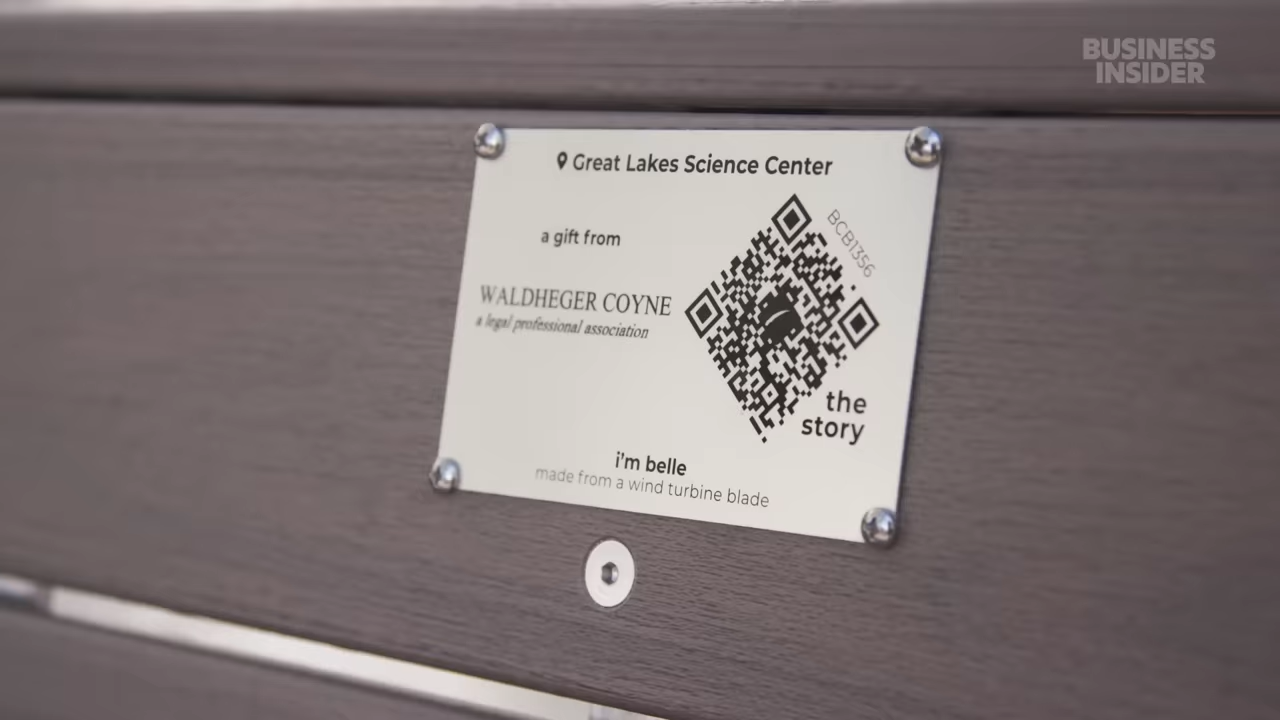 BUSINESS
INSIDER
Great Lakes Science Center
a gift from
BCB1356
WALDHEGER COYNE
a legal professional association
the
story
i'm belle
made from a wind turbine blade